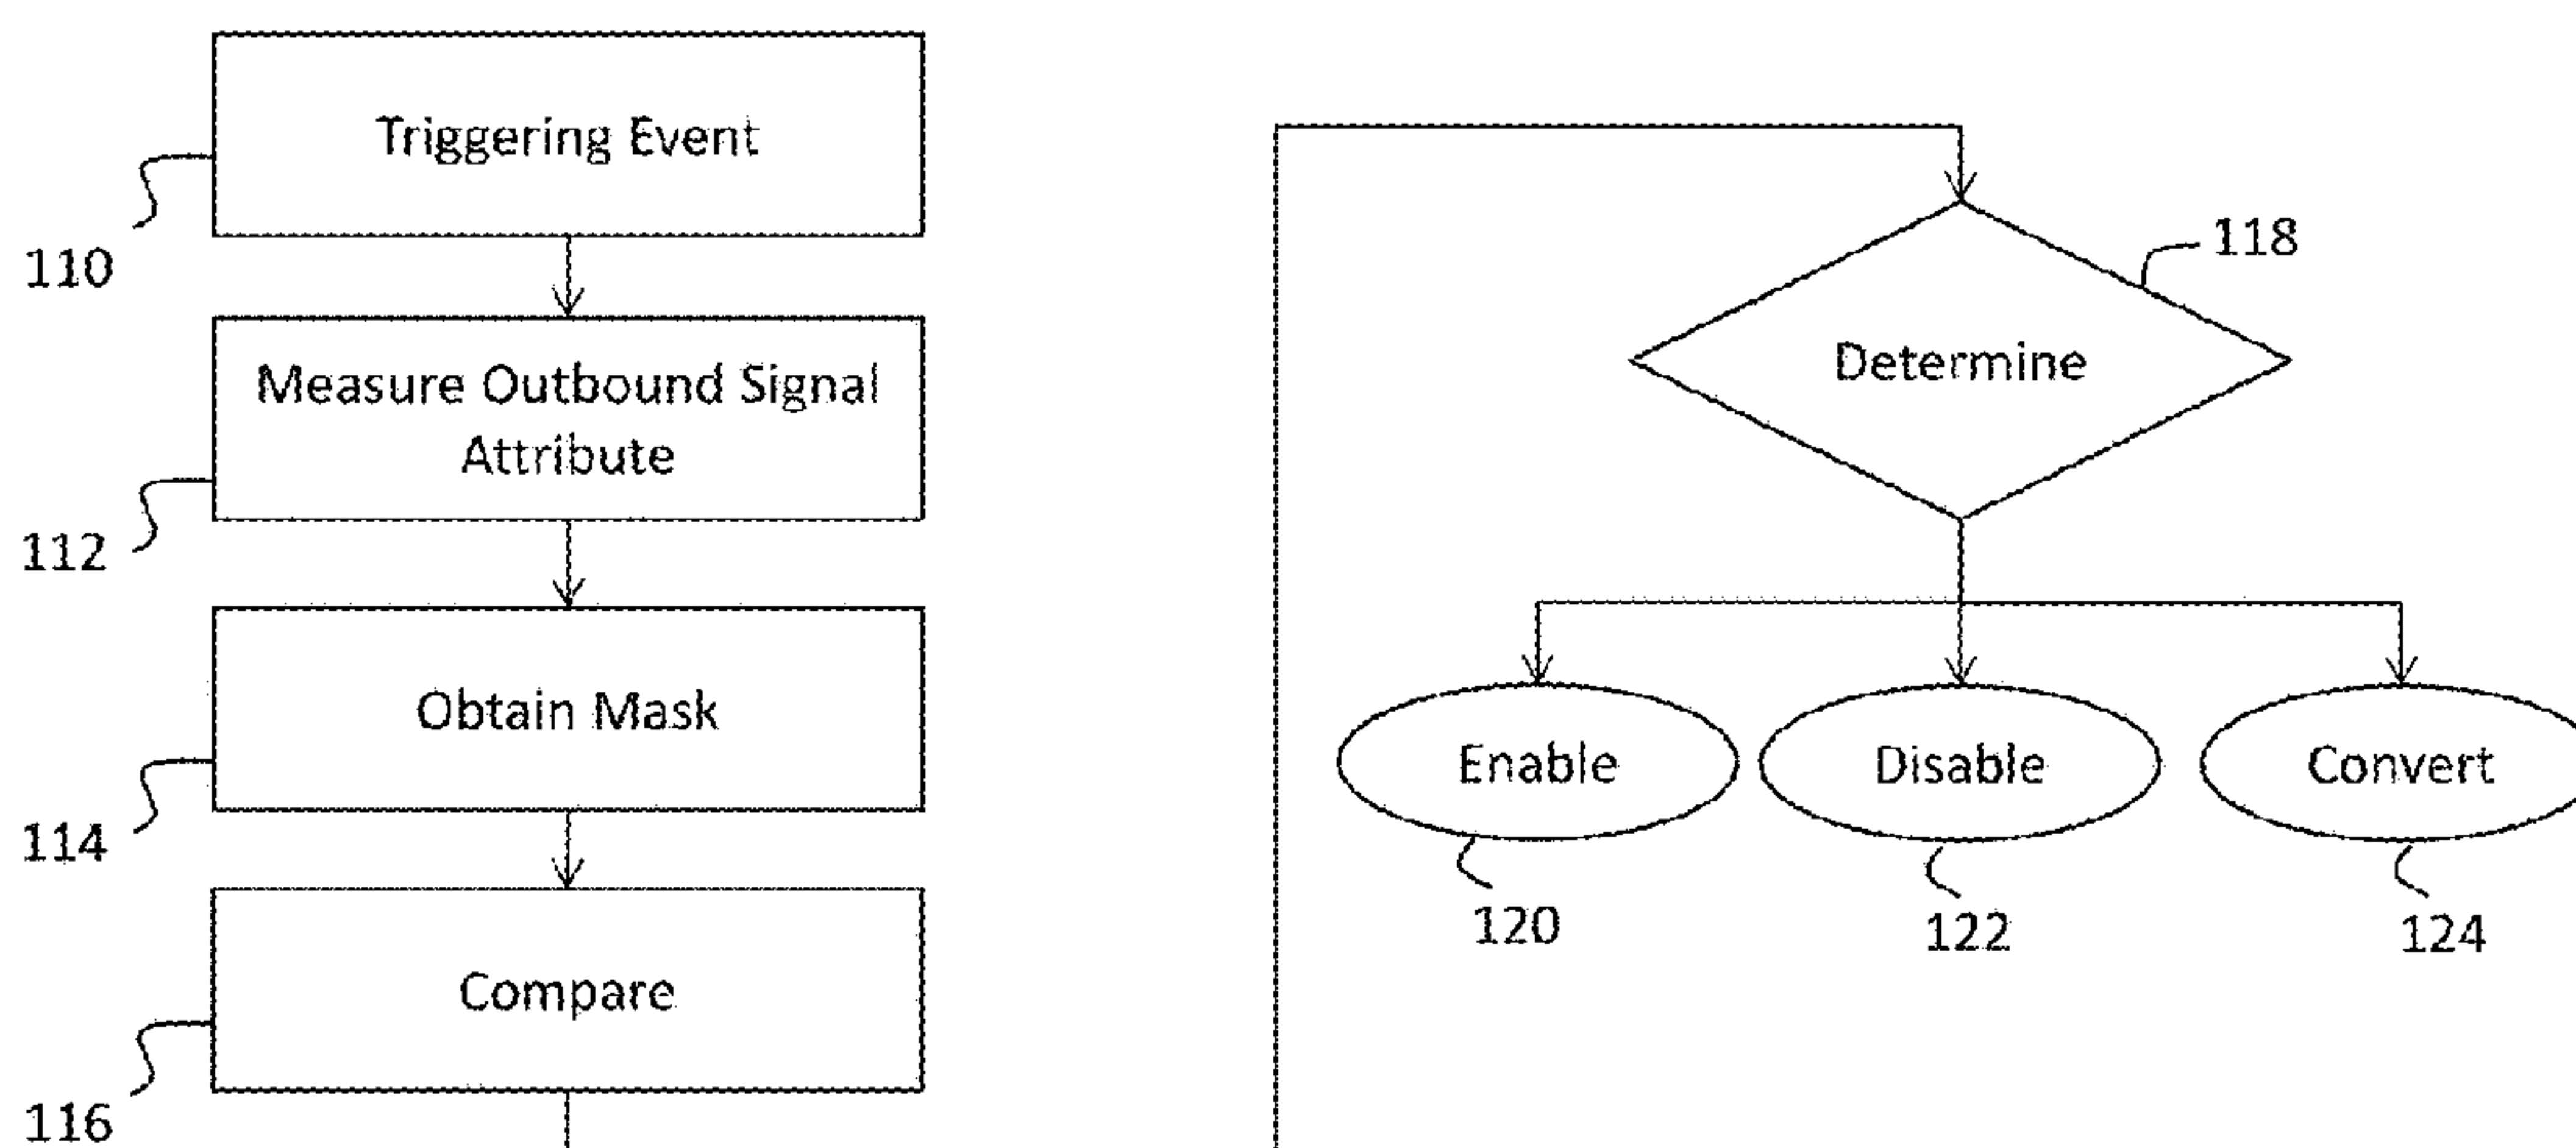 Triggering Event
110
Measure Outbound Signal
Attribute
112
Obtain Mask
114
Compare
116
118
Determine
Enable
Disable
Convert
120
122
124